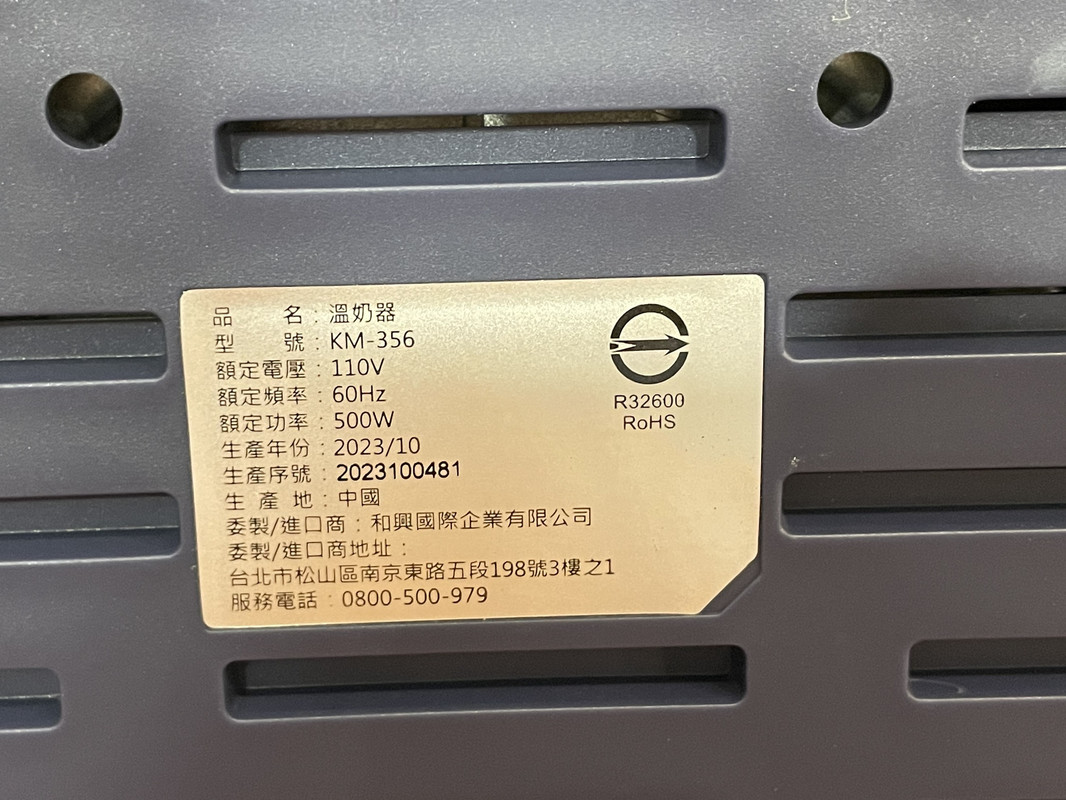 品名：溫奶器
型號：KM-356
額定電壓：110V
額定頻率：60Hz
額定功率：500W
生產年份：2023/10
生產序號：2023100481
生產地：中國
委製/進口商：和興國際企業有限公司
委製/進口商地址：
台北市松山區南京東路五段198號3樓之1
服務電話：0800-500-979
R32600
RoHS